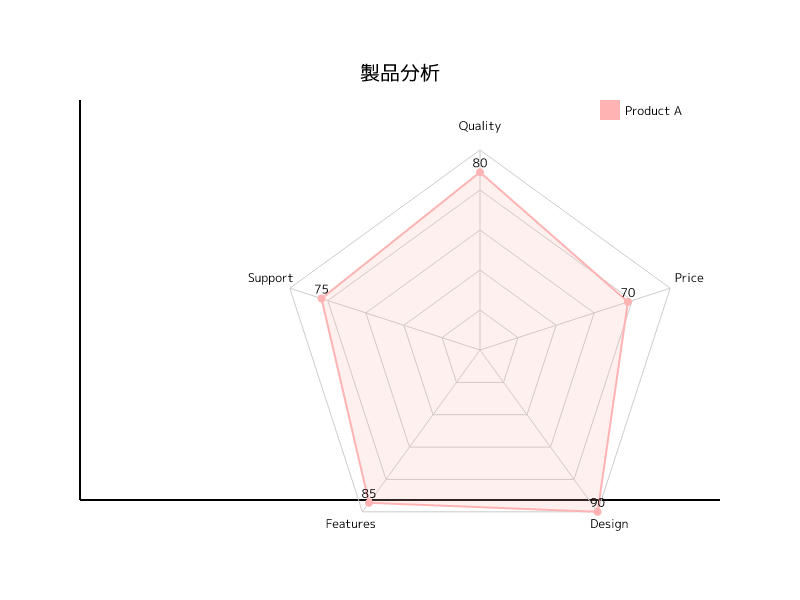 製品分析
Product A
Quality
80
Price
70
Support
75
85
90
Features
Design